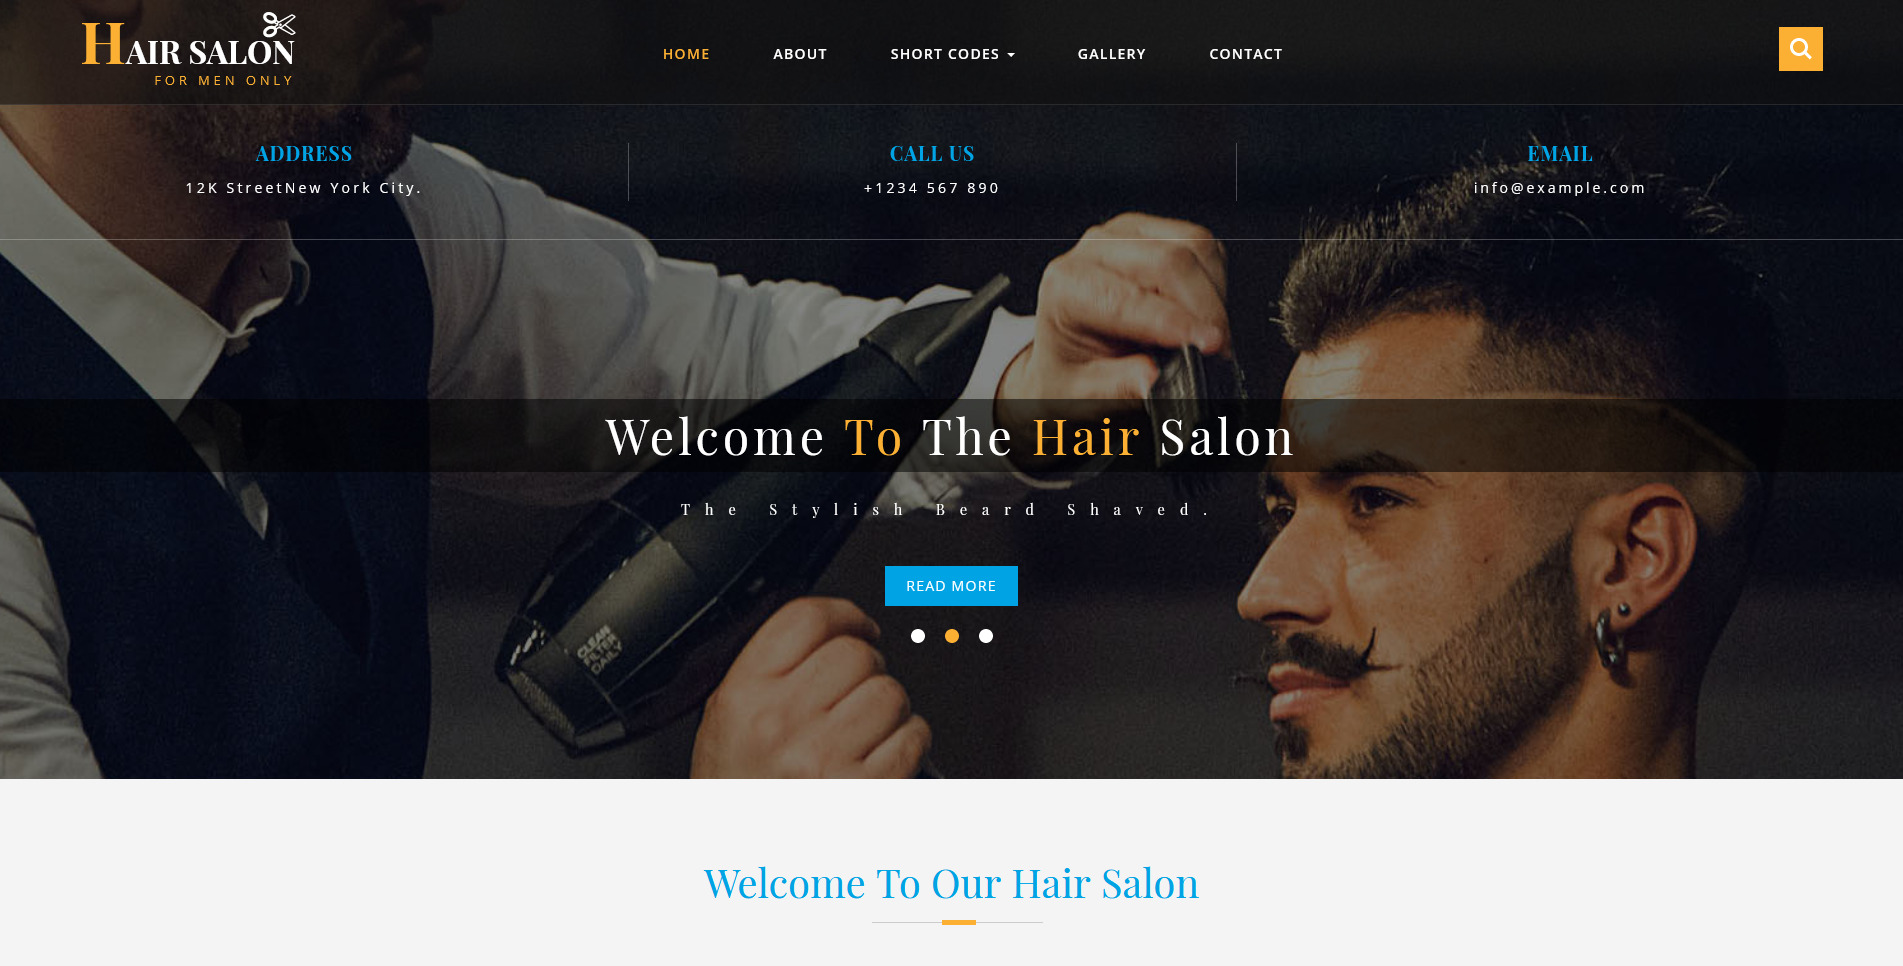 HAIR SALON
FOR MEN ONLY
HOME ABOUT SHORT CODES GALLERY CONTACT
ADDRESS
12K StreetNew York City.
CALL US
+1234 567 890
EMAIL
info@example.com
Welcome To The Hair Salon
The Stylish Beard Shaved.
READ MORE
CLEAN
FILTER
DAILY
Welcome To Our Hair Salon